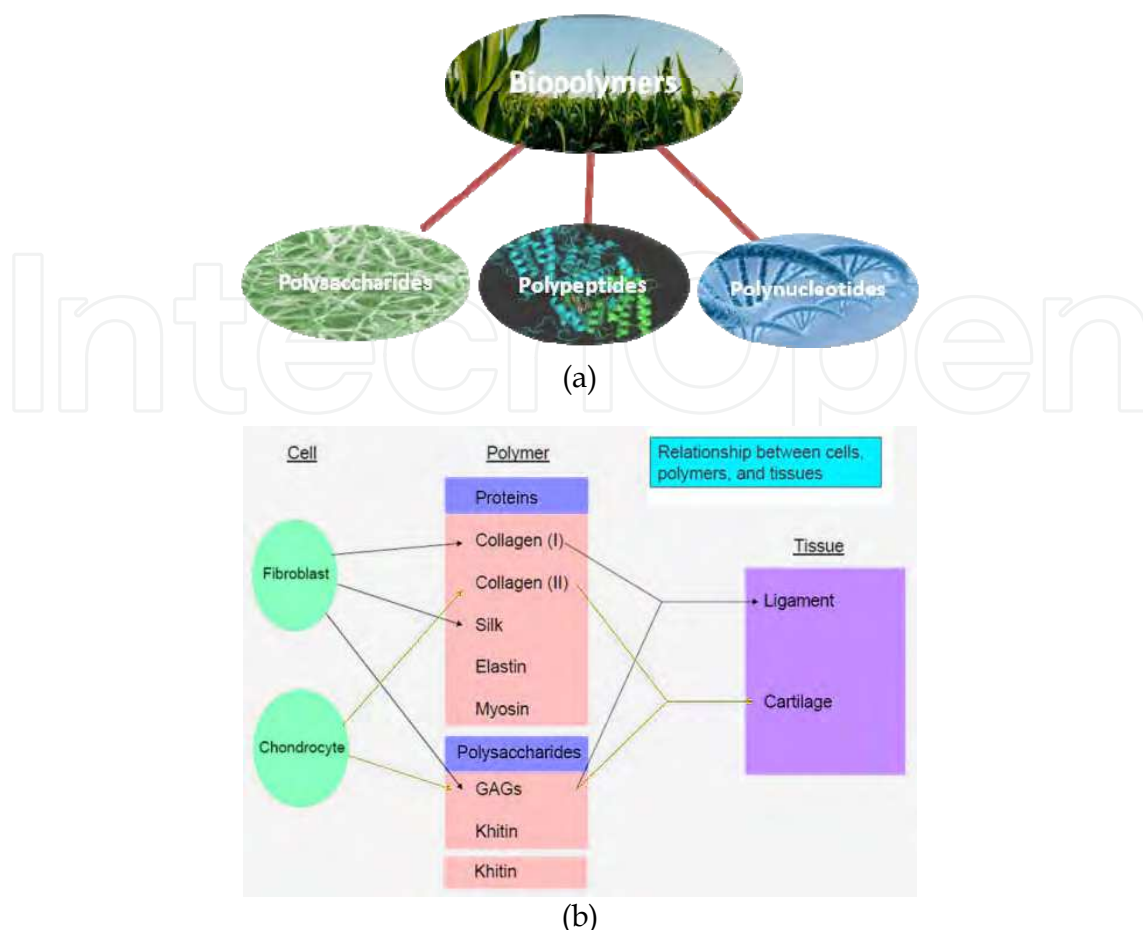 Biopolymers
Polysaccharides
Polypeptides
Polynucleotides
IntechOpen
(a)
Cell
Polymer
Relationship between cells,
polymers, and tissues
Proteins
Tissue
Collagen (I)
Fibroblast
Collagen (II)
Ligament
Silk
Elastin
Cartilage
Myosin
Chondrocyte
Polysaccharides
GAGs
Khitin
Khitin
(b)